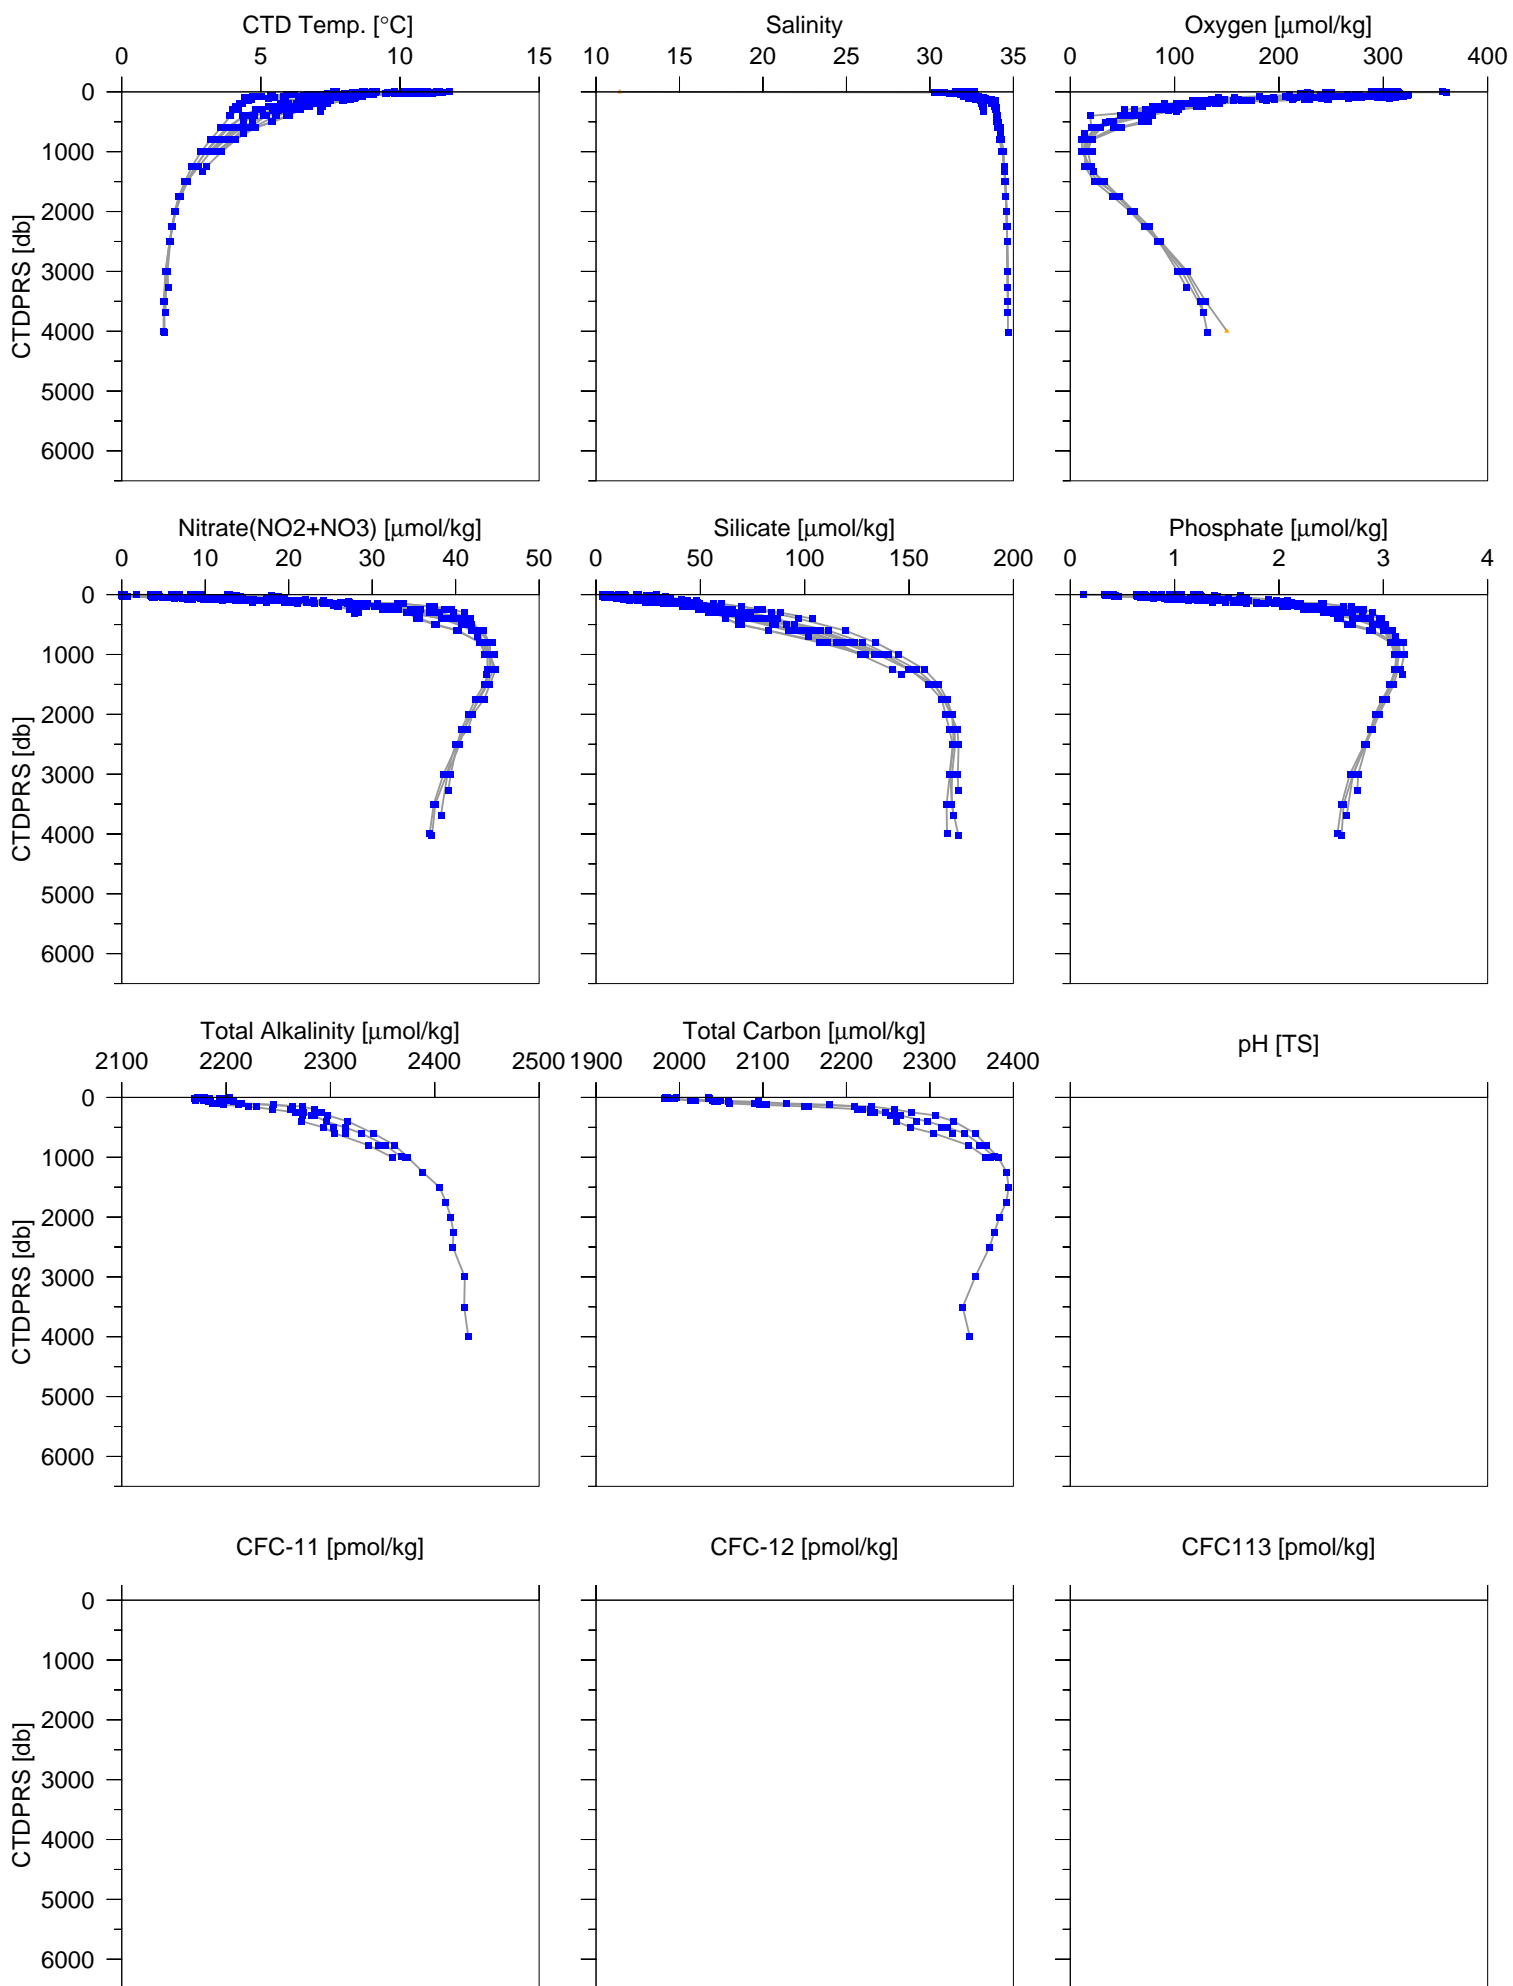 CTD Temp. [°C] Salinity Oxygen [μmol/kg]
0 5 10 15 10 15 20 25 30 35 0 100 200 300 400
0
1000
2000
3000
4000
5000
6000
CTDPRS [db]
Nitrate(NO2+NO3) [μmol/kg] Silicate [μmol/kg] Phosphate [μmol/kg]
0 10 20 30 40 50 0 50 100 150 200 0 1 2 3 4
0
1000
2000
3000
4000
5000
6000
CTDPRS [db]
Total Alkalinity [μmol/kg] Total Carbon [μmol/kg] pH [TS]
2100 2200 2300 2400 2500 1900 2000 2100 2200 2300 2400
0
1000
2000
3000
4000
5000
6000
CTDPRS [db]
CFC-11 [pmol/kg] CFC-12 [pmol/kg] CFC113 [pmol/kg]
0
1000
2000
3000
4000
5000
6000
CTDPRS [db]